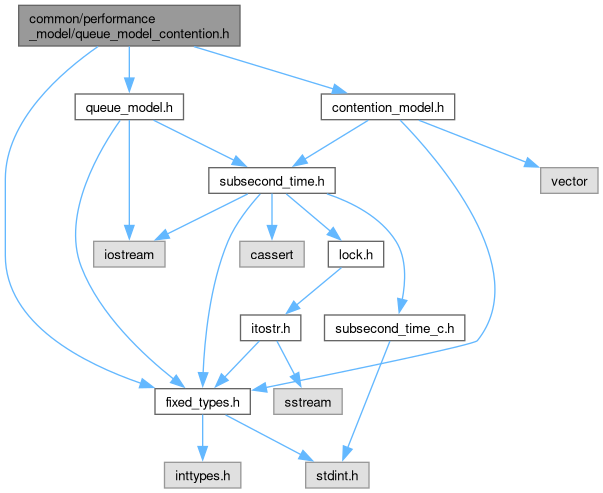 common/performance
_model/queue_model_contention.h
queue_model.h
contention_model.h
subsecond_time.h
vector
iostream
cassert
lock.h
itostr.h
subsecond_time_c.h
fixed_types.h
sstream
inttypes.h
stdint.h